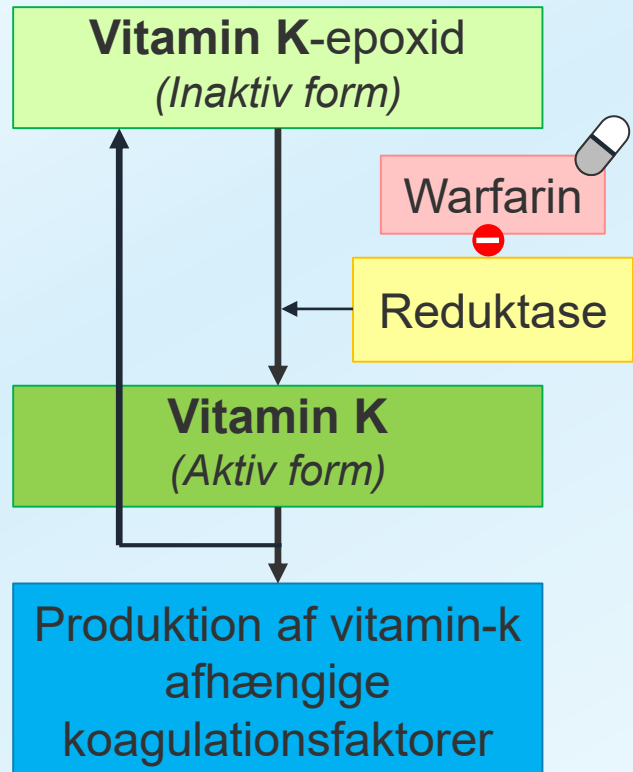 Vitamin K-epoxid
(Inaktiv form)
Warfarin
Reduktase
Vitamin K
(Aktiv form)
Produktion af vitamin-k
afhængige
koagulationsfaktorer